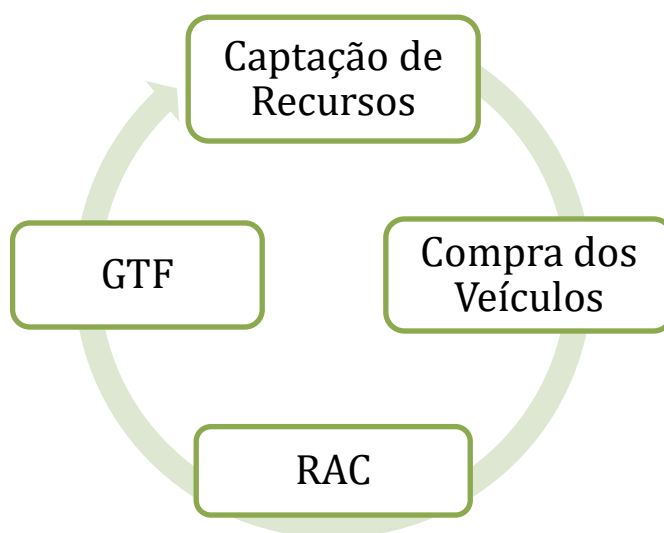 Captação de
Recursos
Compra dos
Veículos
RAC
GTF